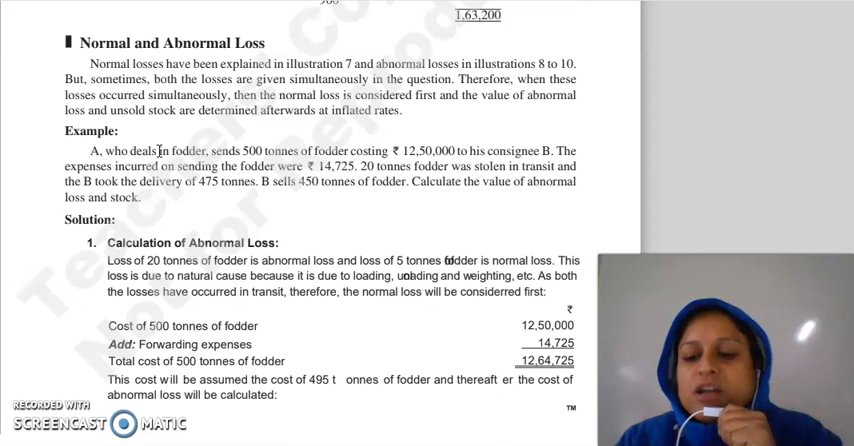 1,63,200
Normal and Abnormal Loss
Normal losses have been explained in illustration 7 and abnormal losses in illustrations 8 to 10.
But, sometimes, both the losses are given simultaneously in the question. Therefore, when these
losses occurred simultaneously, then the normal loss is considered first and the value of abnormal
loss and unsold stock are determined afterwards at inflated rates.
Example:
A, who deals in fodder, sends 500 tonnes of fodder costing ₹ 12,50,000 to his consignee B. The
expenses incurred on sending the fodder were ₹ 14,725. 20 tonnes fodder was stolen in transit and
the B took the delivery of 475 tonnes. B sells 450 tonnes of fodder. Calculate the value of abnormal
loss and stock.
Solution:
1. Calculation of Abnormal Loss:
Loss of 20 tonnes of fodder is abnormal loss and loss of 5 tonnes fodder is normal loss. This
loss is due to natural cause because it is due to loading, unloading and weighting, etc. As both
the losses have occurred in transit, therefore, the normal loss will be considerred first:
₹
Cost of 500 tonnes of fodder 12,50,000
Add: Forwarding expenses 14,725
Total cost of 500 tonnes of fodder 12,64,725
This cost will be assumed the cost of 495 t onnes of fodder and thereaft er the cost of
abnormal loss will be calculated:
RECORDED WITH
SCREENCAST MATIC
TM